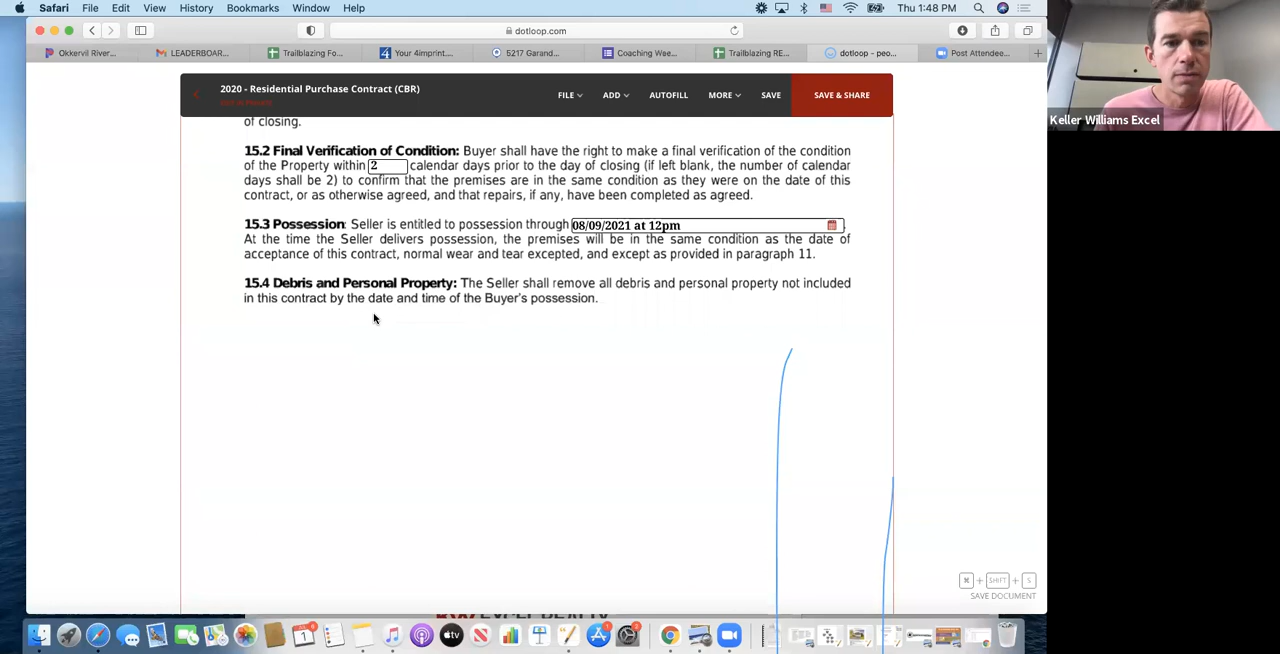 Safari File Edit View History Bookmarks Window Help
Thu 1:48 PM
dotloop.com
Okkervil River...
LEADERBOAR...
Trailblazing Fo...
Your 4imprint....
5217 Garand...
Coaching Wee...
Trailblazing RE...
dotloop - peo...
Post Attendee...
Keller Williams Excel
2020 - Residential Purchase Contract (CBR)
FILE ADD AUTOFILL MORE SAVE SAVE & SHARE
of closing.
15.2 Final Verification of Condition: Buyer shall have the right to make a final verification of the condition
of the Property within 2 calendar days prior to the day of closing (if left blank, the number of calendar
days shall be 2) to confirm that the premises are in the same condition as they were on the date of this
contract, or as otherwise agreed, and that repairs, if any, have been completed as agreed.
15.3 Possession: Seller is entitled to possession through 08/09/2021 at 12pm.
At the time the Seller delivers possession, the premises will be in the same condition as the date of
acceptance of this contract, normal wear and tear excepted, and except as provided in paragraph 11.
15.4 Debris and Personal Property: The Seller shall remove all debris and personal property not included
in this contract by the date and time of the Buyer's possession.
⌘ + SHIFT + S
SAVE DOCUMENT
tv